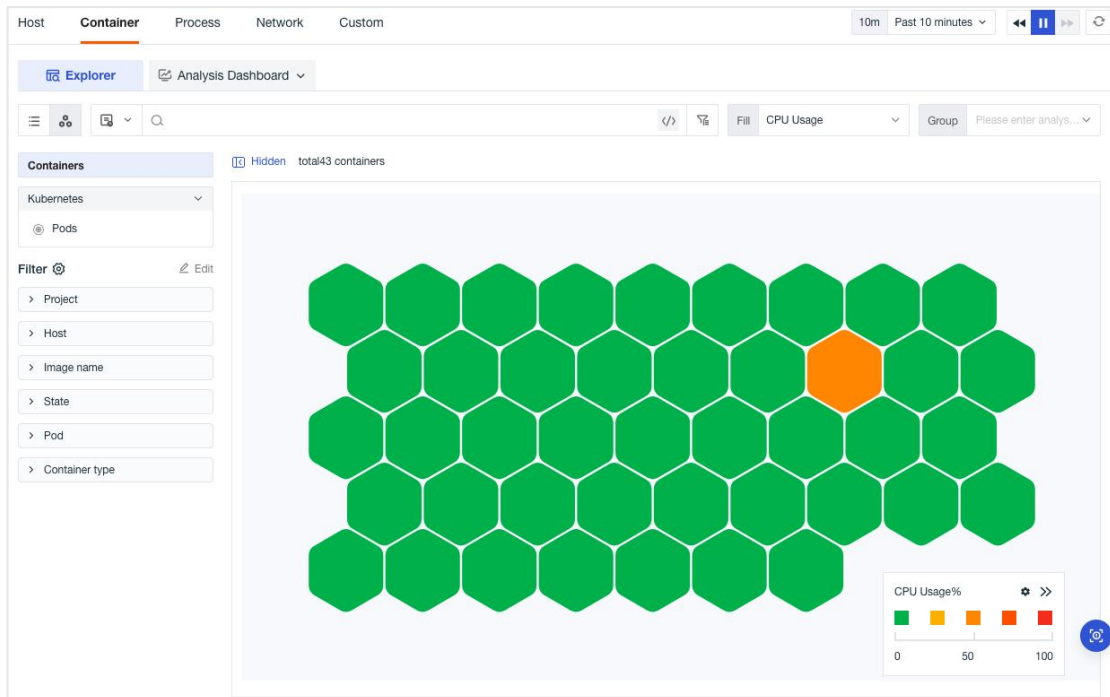 Host Container Process Network Custom 10m Past 10 minutes
Explorer Analysis Dashboard
</> Fill CPU Usage Group Please enter analys...
Containers
Hidden total43 containers
Kubernetes
Pods
Filter Edit
Project
Host
Image name
State
Pod
Container type
CPU Usage%
0 50 100